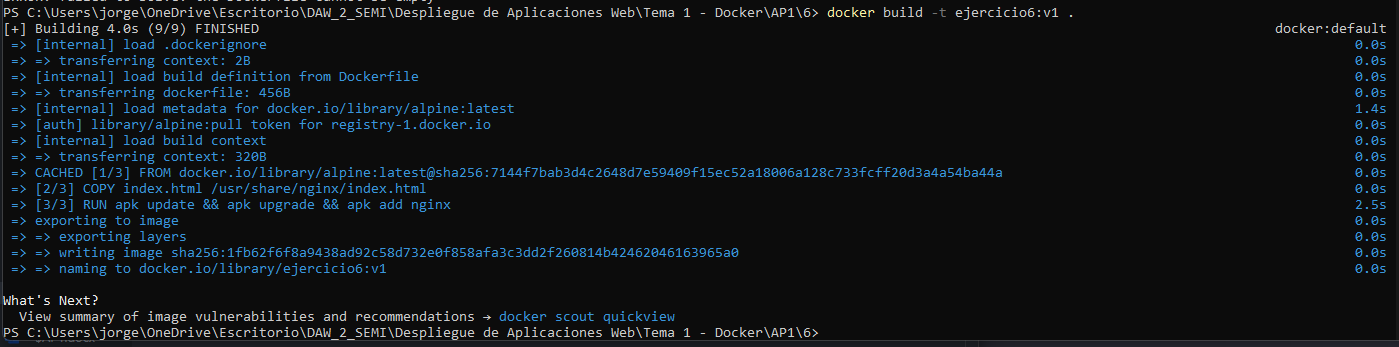 PS C:\Users\jorge\OneDrive\Escritorio\DAW_2_SEMI\Despliegue de Aplicaciones Web\Tema 1 - Docker\AP1\6> docker build -t ejercicio6:v1 .
[+] Building 4.0s (9/9) FINISHED docker:default
=> [internal] load .dockerignore 0.0s
=> => transferring context: 2B 0.0s
=> [internal] load build definition from Dockerfile 0.0s
=> => transferring dockerfile: 456B 0.0s
=> [internal] load metadata for docker.io/library/alpine:latest 1.4s
=> [auth] library/alpine:pull token for registry-1.docker.io 0.0s
=> [internal] load build context 0.0s
=> => transferring context: 320B 0.0s
=> CACHED [1/3] FROM docker.io/library/alpine:latest@sha256:7144f7bab3d4c2648d7e59409f15ec52a18006a128c733fcff20d3a4a54ba44a 0.0s
=> [2/3] COPY index.html /usr/share/nginx/index.html 0.0s
=> [3/3] RUN apk update && apk upgrade && apk add nginx 2.5s
=> exporting to image 0.0s
=> => exporting layers 0.0s
=> => writing image sha256:1fb62f6f8a9438ad92c58d732e0f858afa3c3dd2f260814b42462046163965a0 0.0s
=> => naming to docker.io/library/ejercicio6:v1 0.0s
What's Next?
View summary of image vulnerabilities and recommendations → docker scout quickview
PS C:\Users\jorge\OneDrive\Escritorio\DAW_2_SEMI\Despliegue de Aplicaciones Web\Tema 1 - Docker\AP1\6>